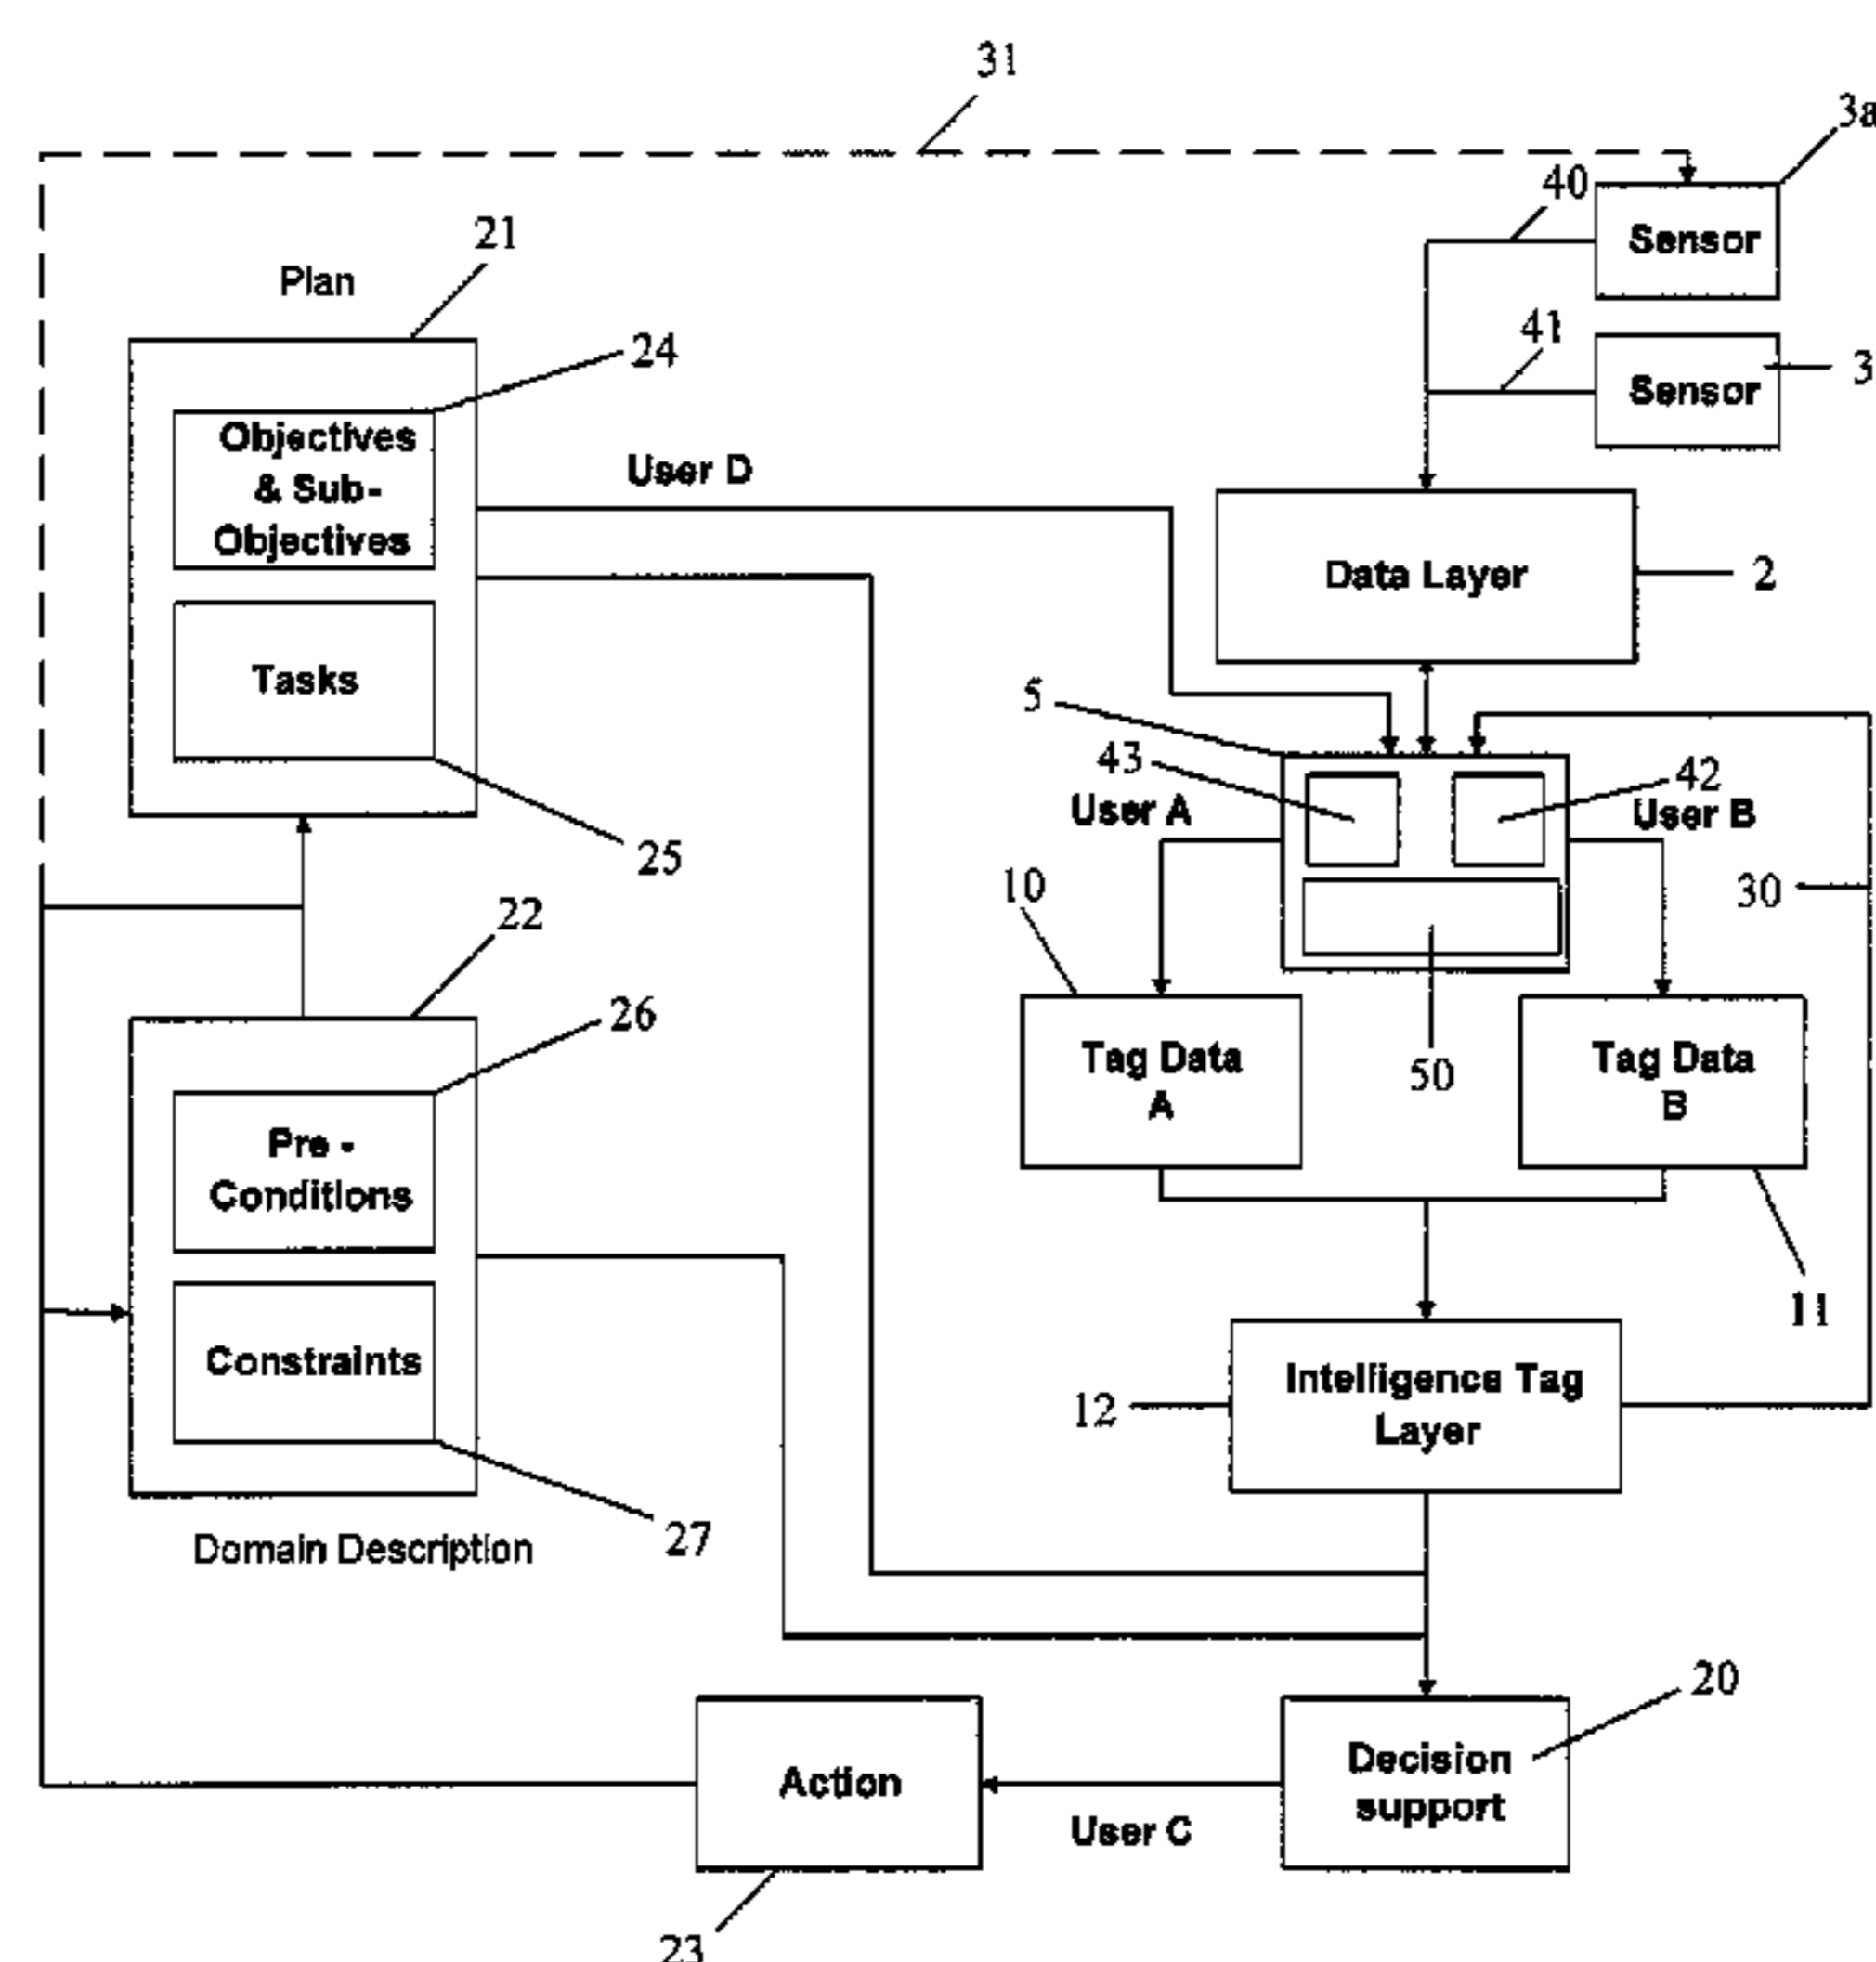 31
3a
40
Sensor
21
Plan
41
24
Sensor
3
Objectives
& Sub-
Objectives
User D
Data Layer
2
Tasks
5
43
42
User A
User B
25
10
30
22
26
Tag Data
A
50
Tag Data
B
Pre -
Conditions
11
Constraints
Intelligence Tag
Layer
12
27
Domain Description
20
Decision
support
Action
User C
23